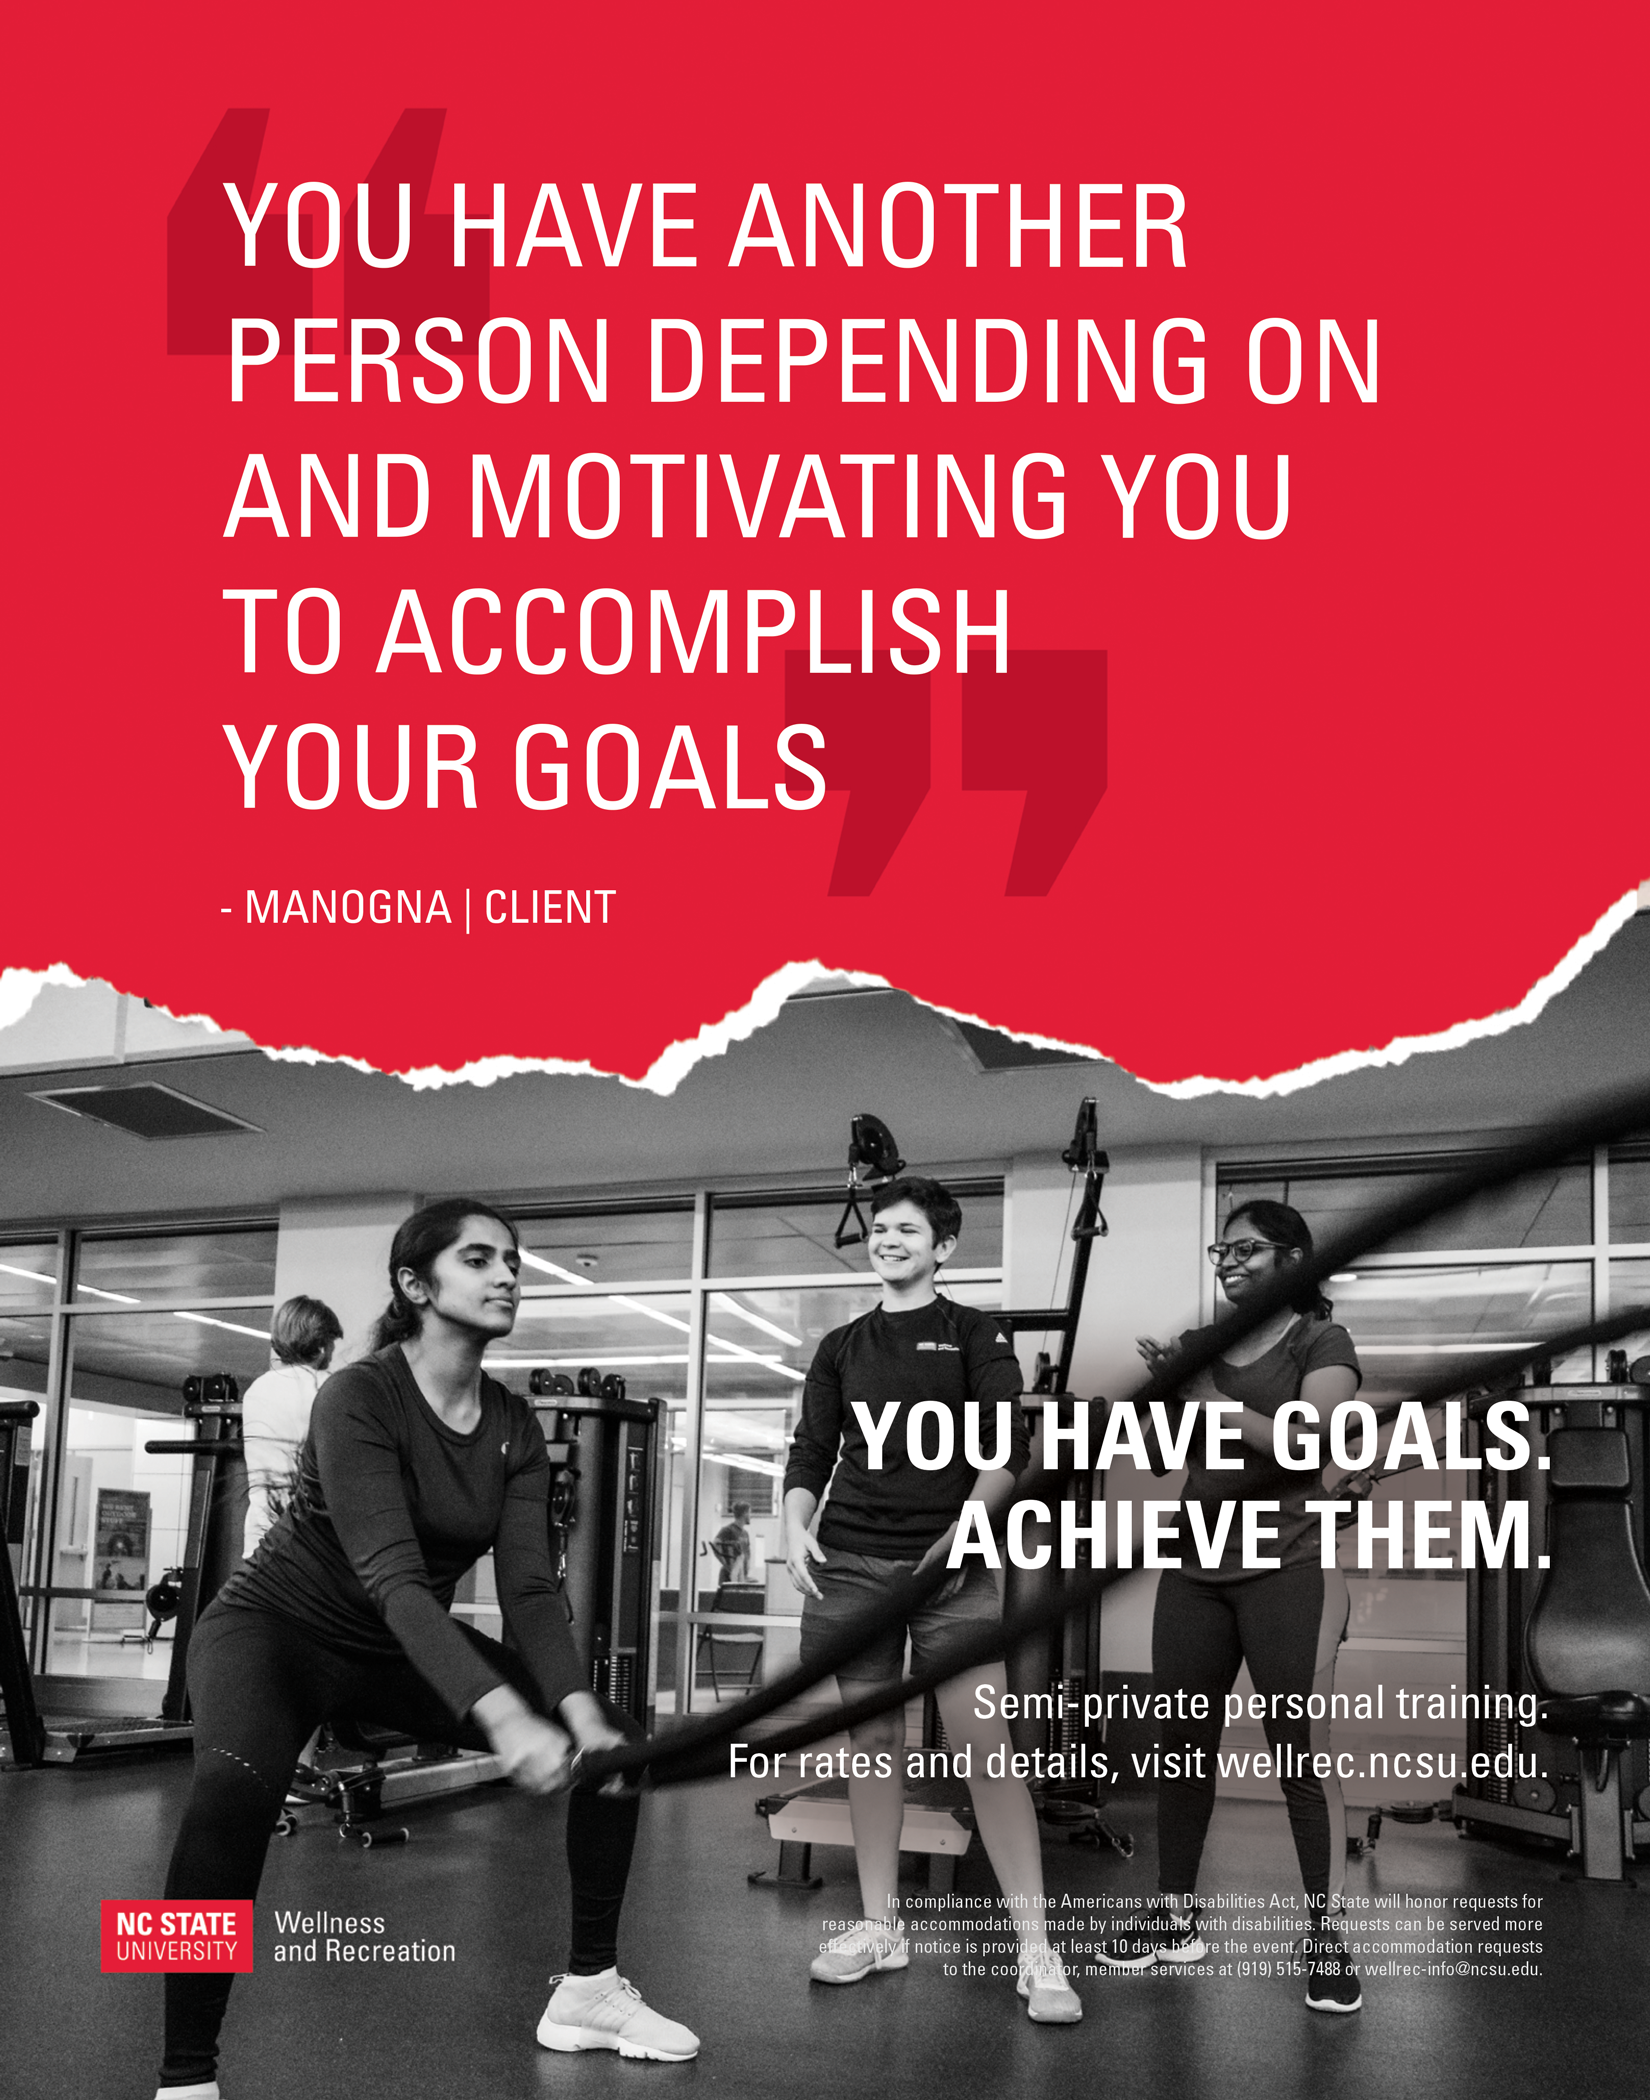 YOU HAVE ANOTHER
PERSON DEPENDING ON
AND MOTIVATING YOU
TO ACCOMPLISH
YOUR GOALS
- MANOGNA | CLIENT
YOU HAVE GOALS.
ACHIEVE THEM.
Semi-private personal training.
For rates and details, visit wellrec.ncsu.edu.
In compliance with the Americans with Disabilities Act, NC State will honor requests for
reasonable accommodations made by individuals with disabilities. Requests can be served more
effectively if notice is provided at least 10 days before the event. Direct accommodation requests
to the coordinator, member services at (919) 515-7488 or wellrec-info@ncsu.edu.
NC STATE
UNIVERSITY
Wellness
and Recreation